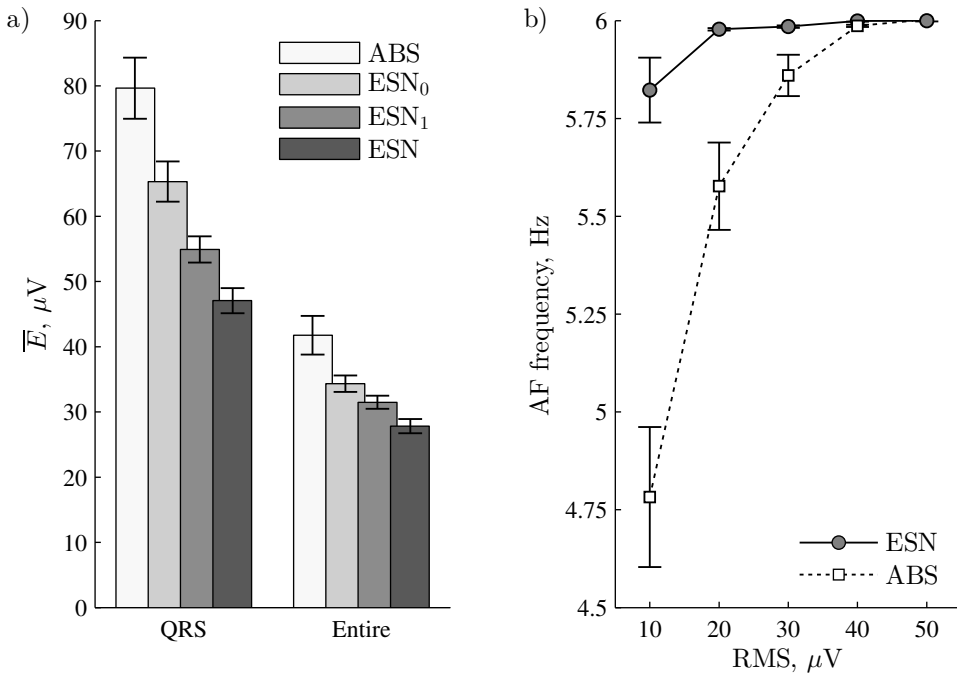 a)
90
80
70
60
50
40
30
20
10
0
E, μV
QRS
Entire
ABS
ESN₀
ESN₁
ESN
b)
6
5.75
5.5
5.25
5
4.75
4.5
AF frequency, Hz
10 20 30 40 50
RMS, μV
ESN
ABS